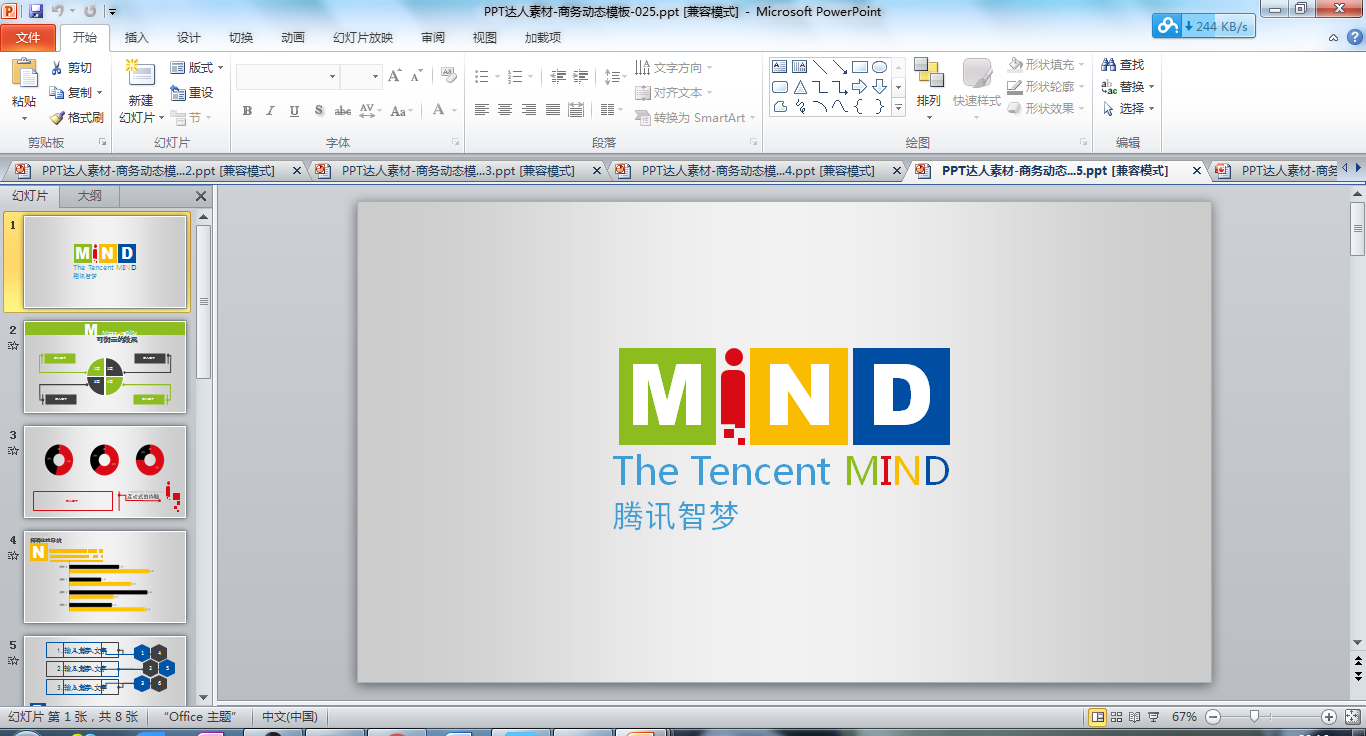 PPT达人素材-商务动态模板-025.ppt [兼容模式] - Microsoft PowerPoint
244 KB/s
文件 开始 插入 设计 切换 动画 幻灯片放映 审阅 视图 加载项
粘贴 剪切 复制 格式刷
剪贴板
新建 幻灯片 版式 重设 节
幻灯片
B I U S abc AV Aa A
字体
文字方向 对齐文本 转换为 SmartArt
段落
排列 快速样式 形状填充 形状轮廓 形状效果
绘图
查找 替换 选择
编辑
PPT达人素材-商务动态模...2.ppt [兼容模式]
PPT达人素材-商务动态模...3.ppt [兼容模式]
PPT达人素材-商务动态模...4.ppt [兼容模式]
PPT达人素材-商务动态...5.ppt [兼容模式]
PPT达人素材-商务
幻灯片 大纲
1
MiND
The Tencent MIND
腾讯智梦
2
M
3
4
N
5
1 4
2 5
3 6
MiND
The Tencent MIND
腾讯智梦
幻灯片 第 1 张，共 8 张 “Office 主题” 中文(中国) 67%